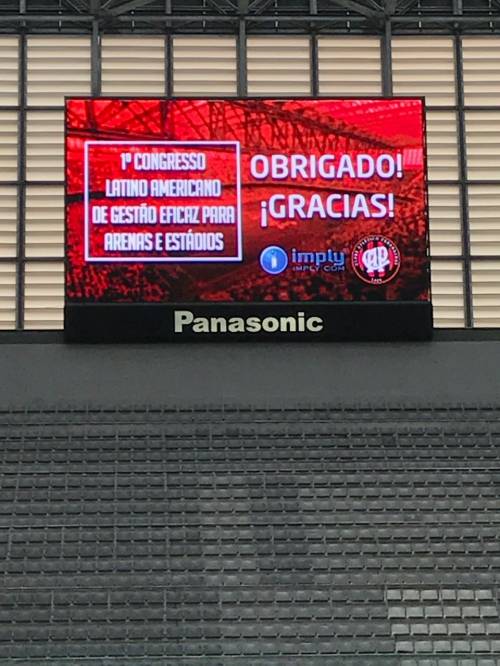 1º CONGRESSO
LATINO AMERICANO
DE GESTÃO EFICAZ PARA
ARENAS E ESTÁDIOS
OBRIGADO!
¡GRACIAS!
imply
IMPLY.COM
CAP
Panasonic